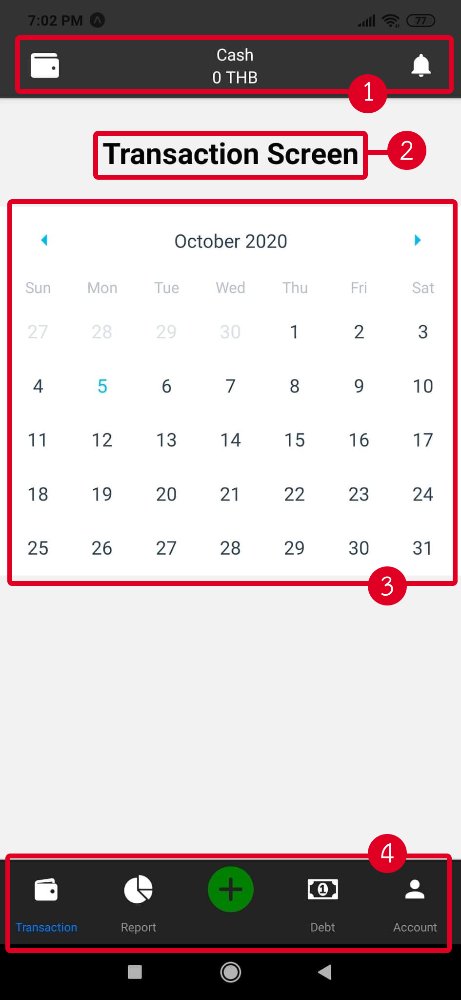 7:02 PM 77
Cash
0 THB
1
Transaction Screen 2
October 2020
Sun Mon Tue Wed Thu Fri Sat
27 28 29 30 1 2 3
4 5 6 7 8 9 10
11 12 13 14 15 16 17
18 19 20 21 22 23 24
25 26 27 28 29 30 31
3
4
1
Transaction Report Debt Account